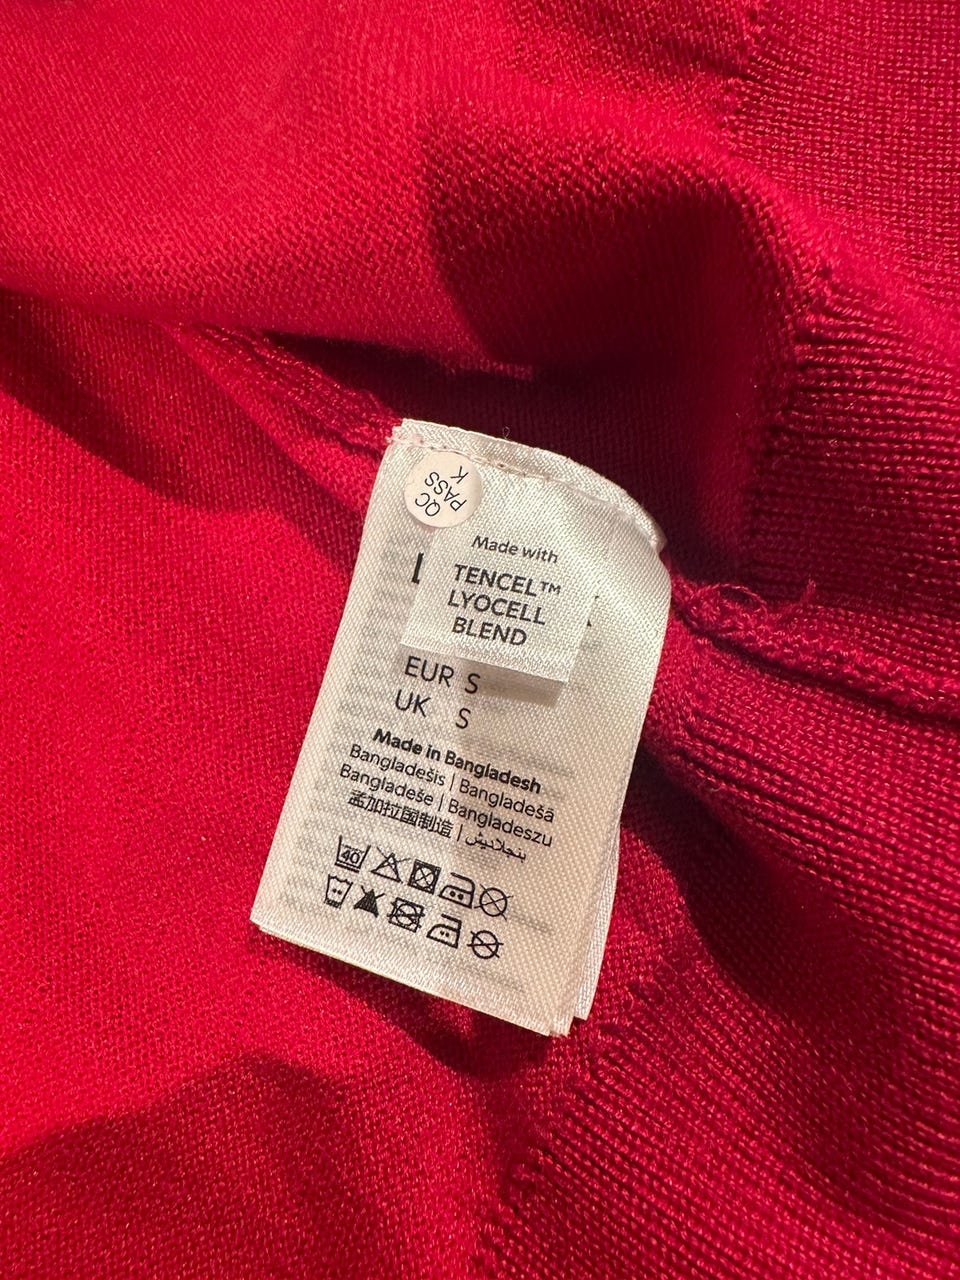 QC
PASS
K
Made with
TENCEL™
LYOCELL
BLEND
EUR S
UK S
Made in Bangladesh
Bangladešis | Bangladešā
Bangladeše | Bangladeszu
孟加拉国制造 | بنجلاديش
40